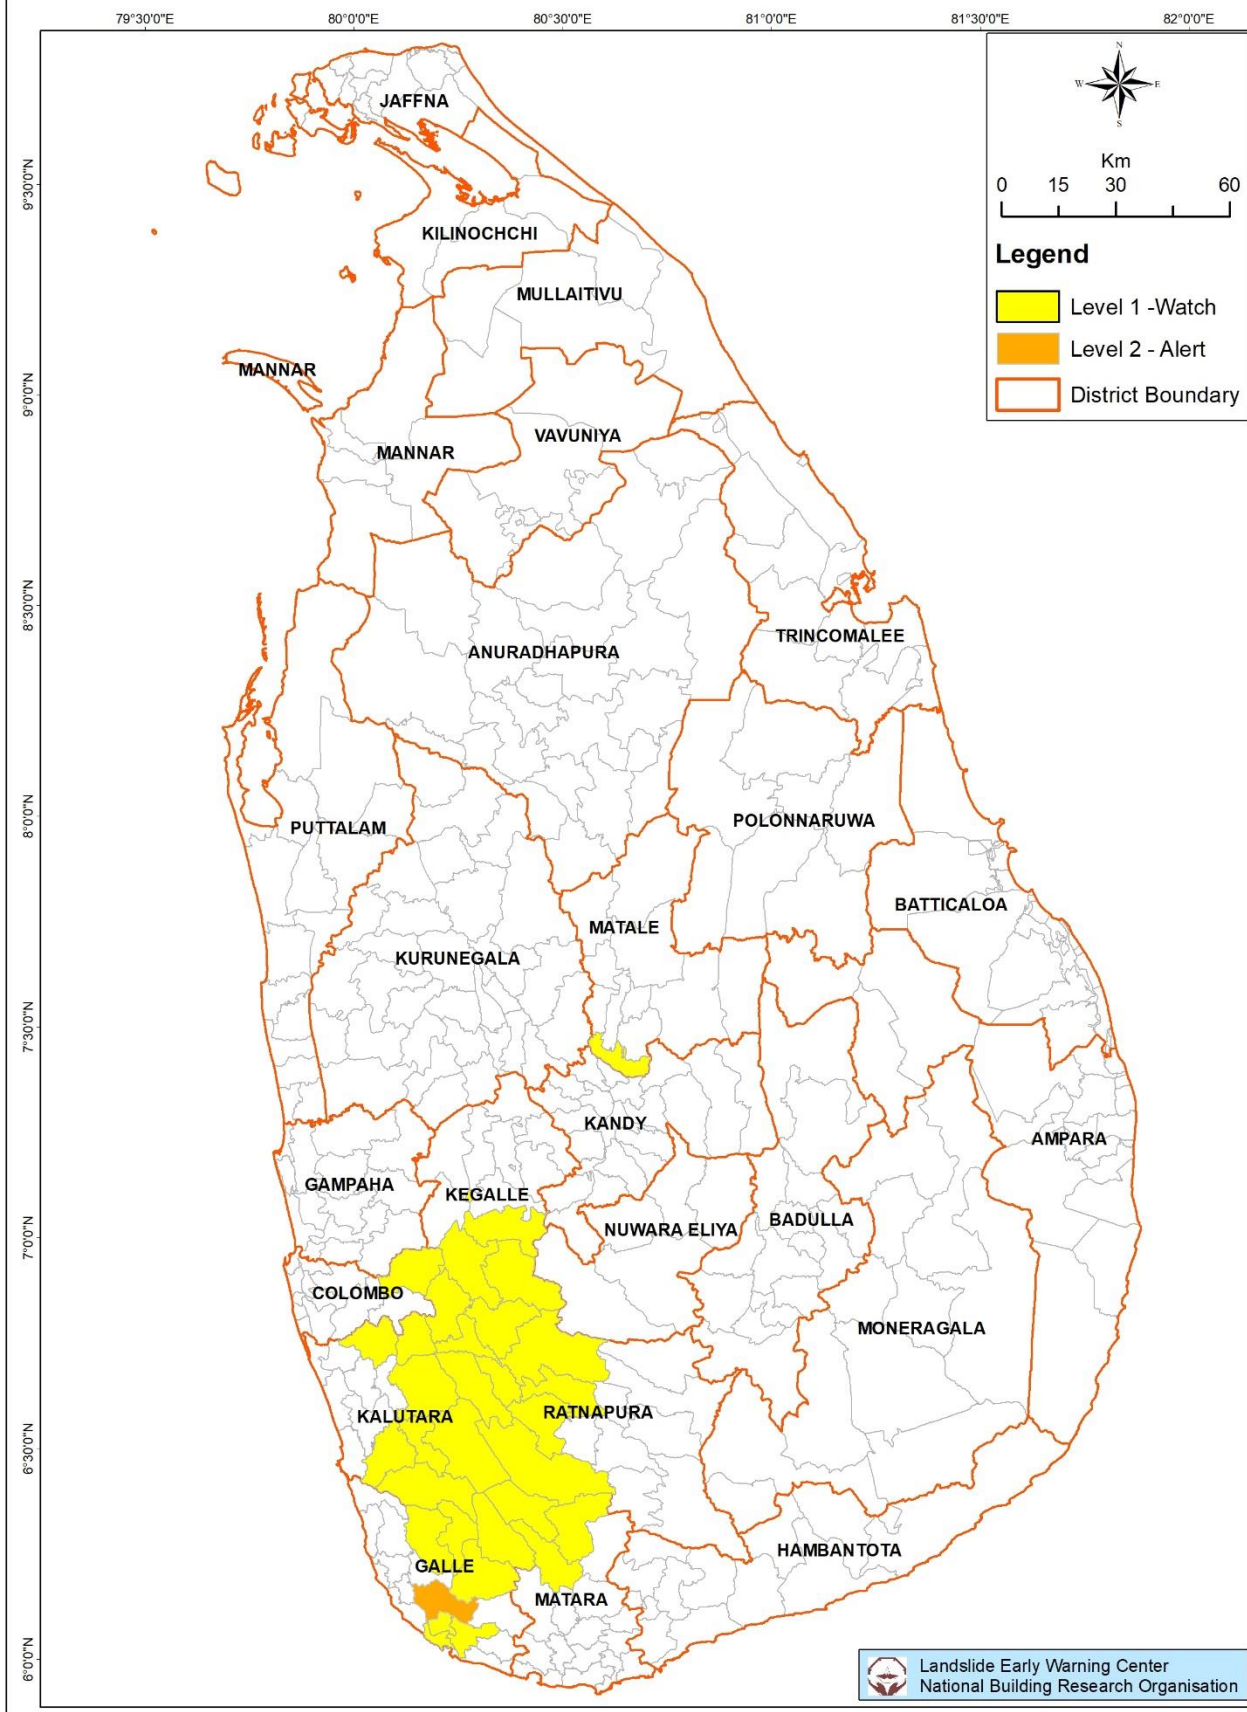 79°30'0"E 80°0'0"E 80°30'0"E 81°0'0"E 81°30'0"E 82°0'0"E
N
W E
S
Km
0 15 30 60
Legend
Level 1 -Watch
Level 2 - Alert
District Boundary
9°30'0"N
9°0'0"N
8°30'0"N
8°0'0"N
7°30'0"N
7°0'0"N
6°30'0"N
6°0'0"N
JAFFNA
KILINOCHCHI
MULLAITIVU
MANNAR
VAVUNIYA
MANNAR
TRINCOMALEE
ANURADHAPURA
POLONNARUWA
PUTTALAM
BATTICALOA
MATALE
KURUNEGALA
KANDY
AMPARA
GAMPAHA
KEGALLE
BADULLA
NUWARA ELIYA
COLOMBO
MONERAGALA
RATNAPURA
KALUTARA
HAMBANTOTA
GALLE
MATARA
Landslide Early Warning Center
National Building Research Organisation